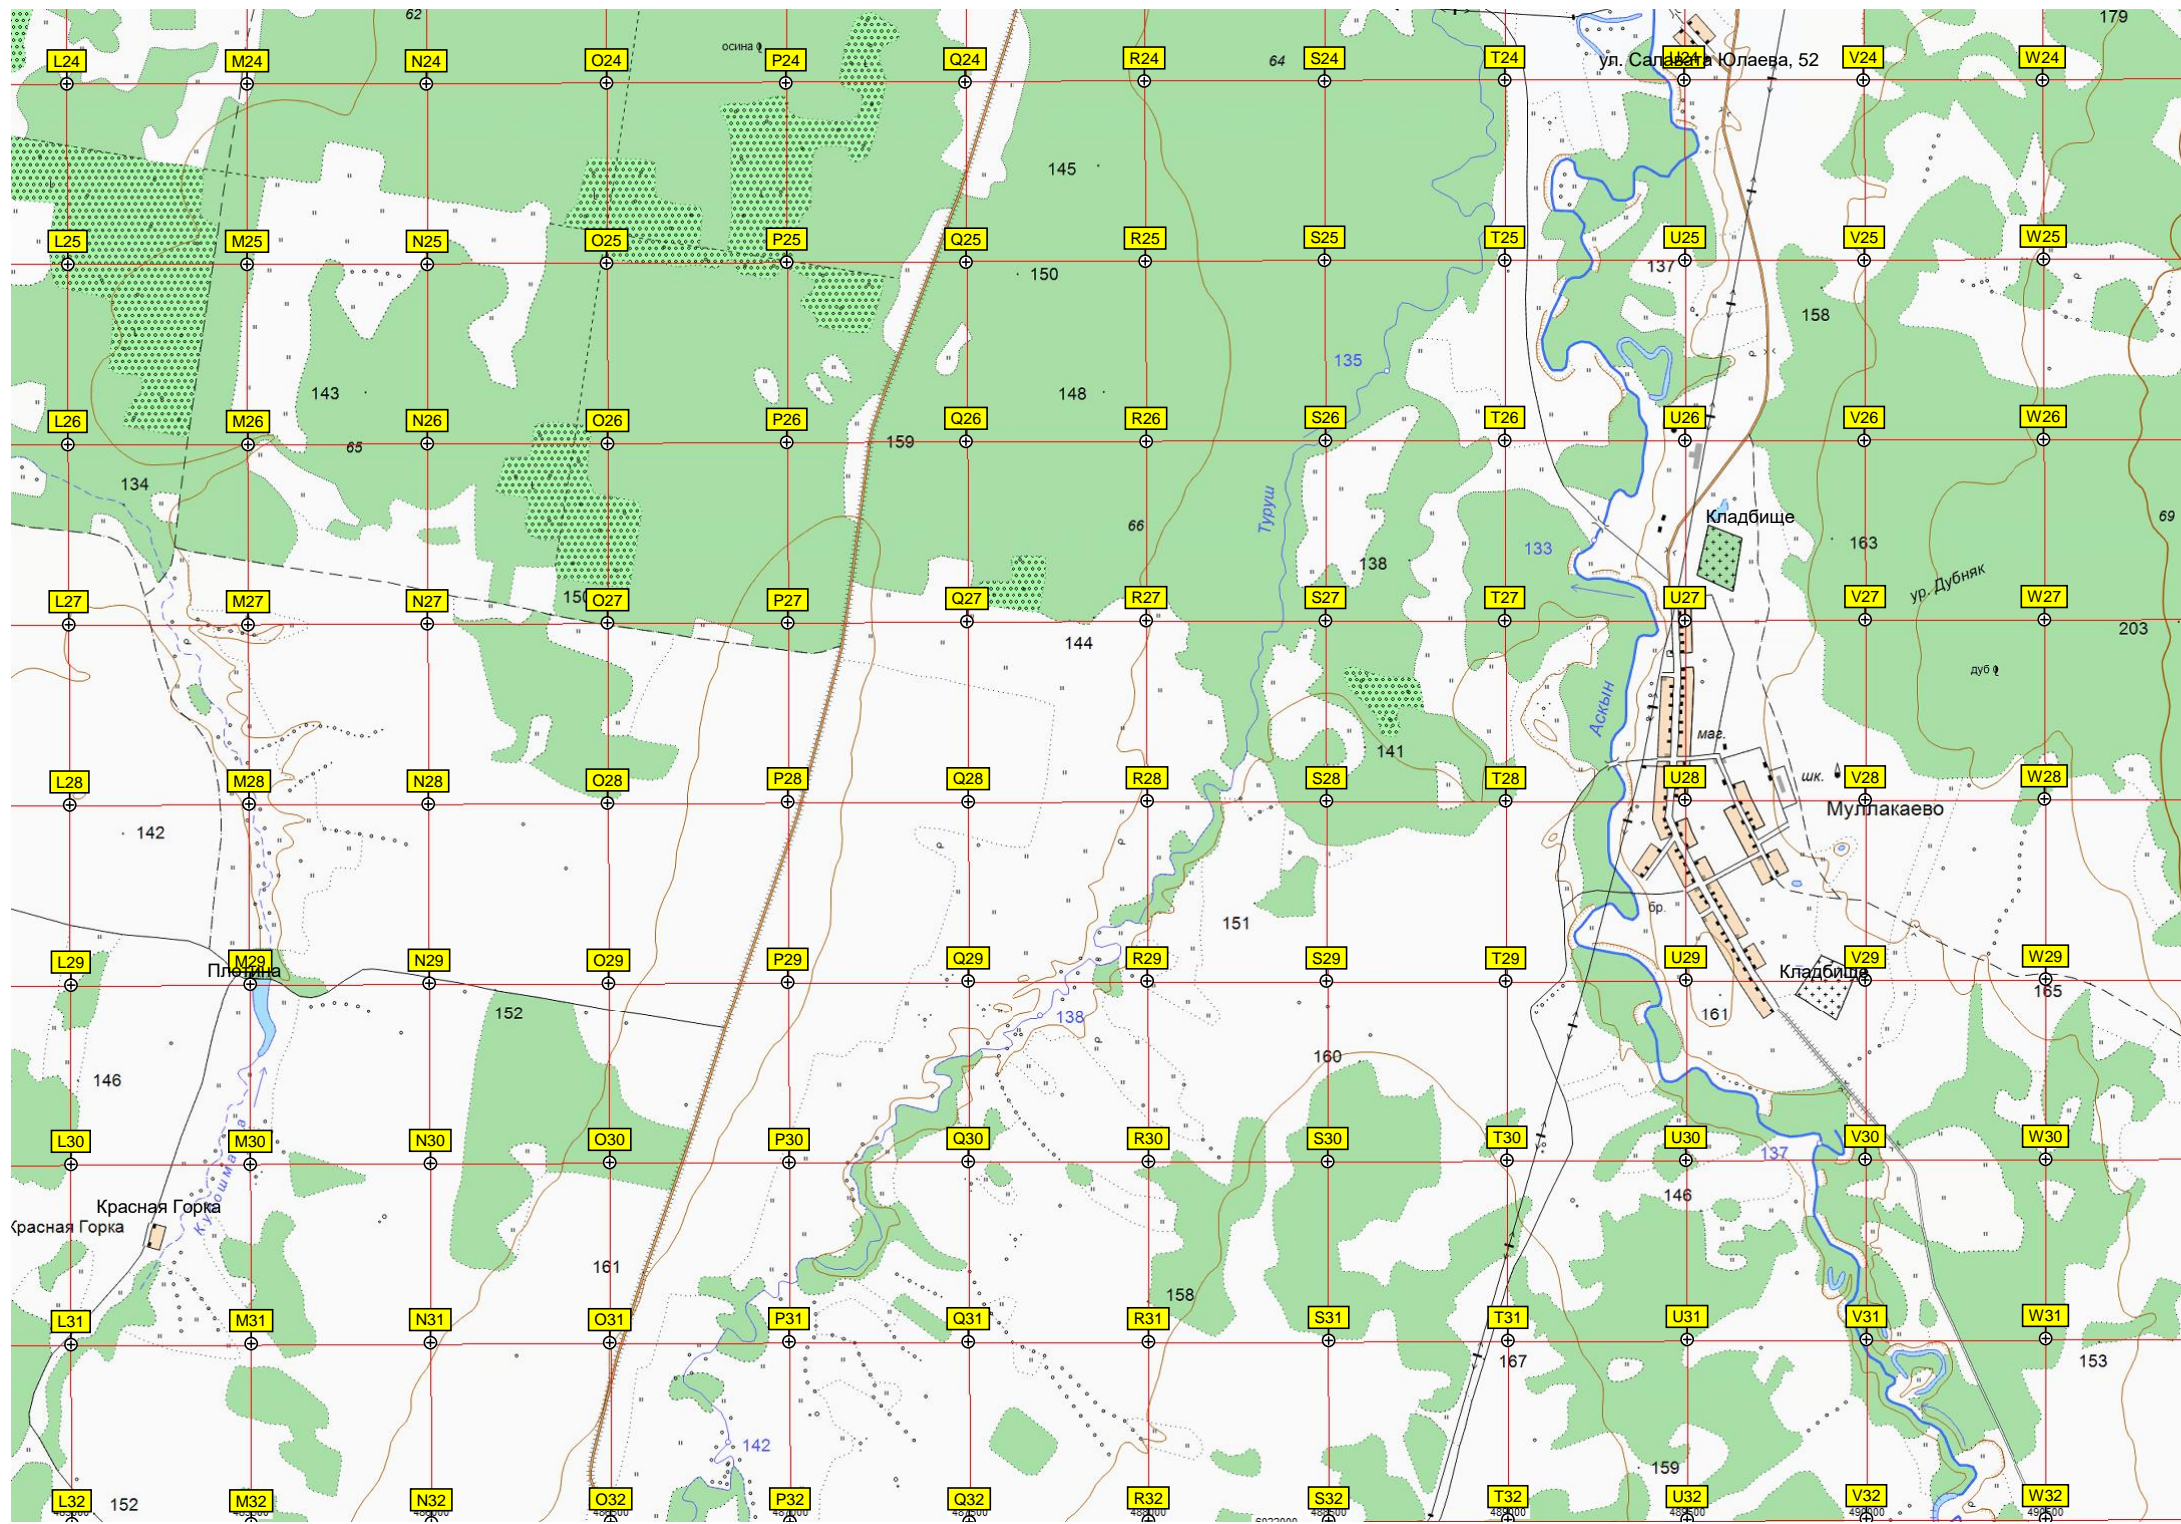 62
179
осина
64
ул. Салавата Юлаева, 52
L24 M24 N24 O24 P24 Q24 R24 S24 T24 U24 V24 W24
145
L25 M25 N25 O25 P25 Q25 R25 S25 T25 U25 V25 W25
137
150
158
135
143
148
L26 M26 N26 O26 P26 Q26 R26 S26 T26 U26 V26 W26
65
159
134
Туруш
66
Кладбище
69
133
163
138
ур. Дубняк
150
L27 M27 N27 O27 P27 Q27 R27 S27 T27 U27 V27 W27
144
203
дуб
Аскын
маг.
141
шк.
L28 M28 N28 O28 P28 Q28 R28 S28 T28 U28 V28 W28
Муллакаево
142
бр.
151
L29 M29 N29 O29 P29 Q29 R29 S29 T29 U29 V29 W29
Плотина
Кладбище
165
152
138
161
160
146
L30 M30 N30 O30 P30 Q30 R30 S30 T30 U30 V30 W30
137
146
Красная Горка
Красная Горка
161
158
L31 M31 N31 O31 P31 Q31 R31 S31 T31 U31 V31 W31
167
153
142
159
L32 M32 N32 O32 P32 Q32 R32 S32 T32 U32 V32 W32
152